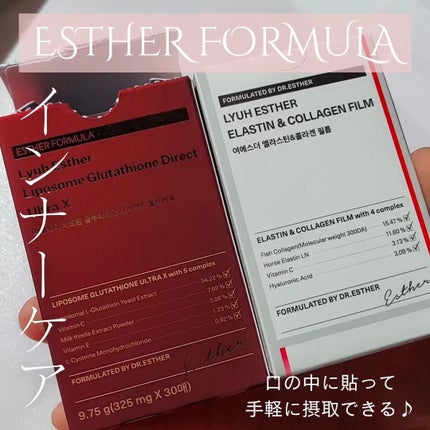 ESTHER FORMULA
インナーケア
ESTHER FORMULA
Lyuh Esther
Liposome Glutathione Direct
Ultra X
LIPOSOME GLUTATHIONE ULTRA X with 5 complex
Liposomal L-Glutathion Yeast Extract 34.22%
Vitamin C 7.69%
Milk thistle Extract Powder 3.08%
Vitamin E 1.23%
L-Cysteine Monohydrochloride 0.92%
FORMULATED BY DR.ESTHER
Esther
9.75 g (325 mg X 30매)
FORMULATED BY DR.ESTHER
LYUH ESTHER
ELASTIN & COLLAGEN FILM
여에스더 엘라스틴&콜라겐 필름
ELASTIN & COLLAGEN FILM with 4 complex
Fish Collagen(Molecular weight 300DA) 15.47%
Horse Elastin LN 11.60%
Vitamin C 3.13%
Hyaluronic Acid 3.09%
FORMULATED BY DR.ESTHER
Esther
口の中に貼って
手軽に摂取できる♪